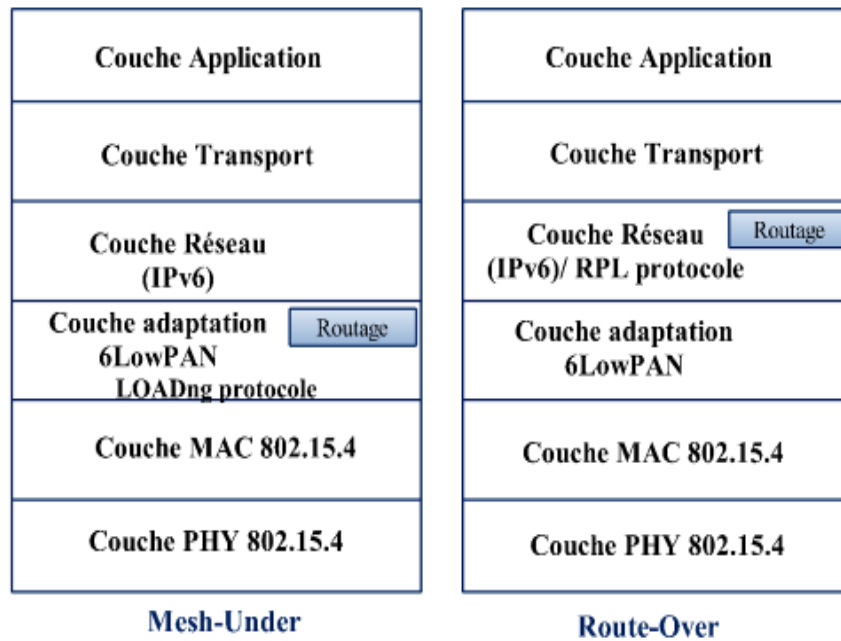 Couche Application
Couche Transport
Couche Réseau
(IPv6)
Couche adaptation
Routage
6LowPAN
LOADng protocole
Couche MAC 802.15.4
Couche PHY 802.15.4
Mesh-Under
Couche Application
Couche Transport
Couche Réseau
Routage
(IPv6)/ RPL protocole
Couche adaptation
6LowPAN
Couche MAC 802.15.4
Couche PHY 802.15.4
Route-Over